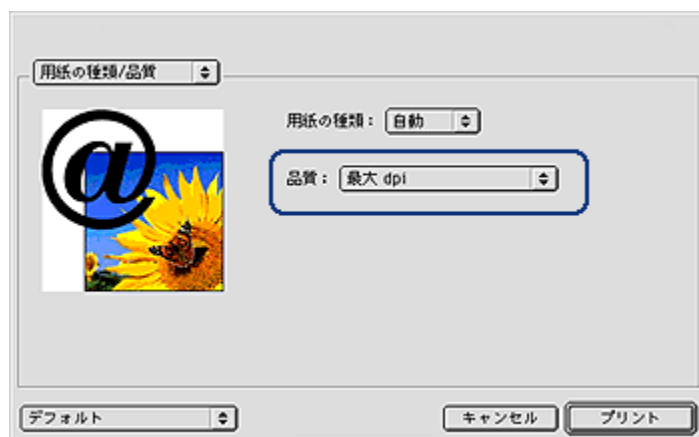 用紙の種類/品質
@
用紙の種類: 自動
品質: 最大 dpi
デフォルト
キャンセル プリント